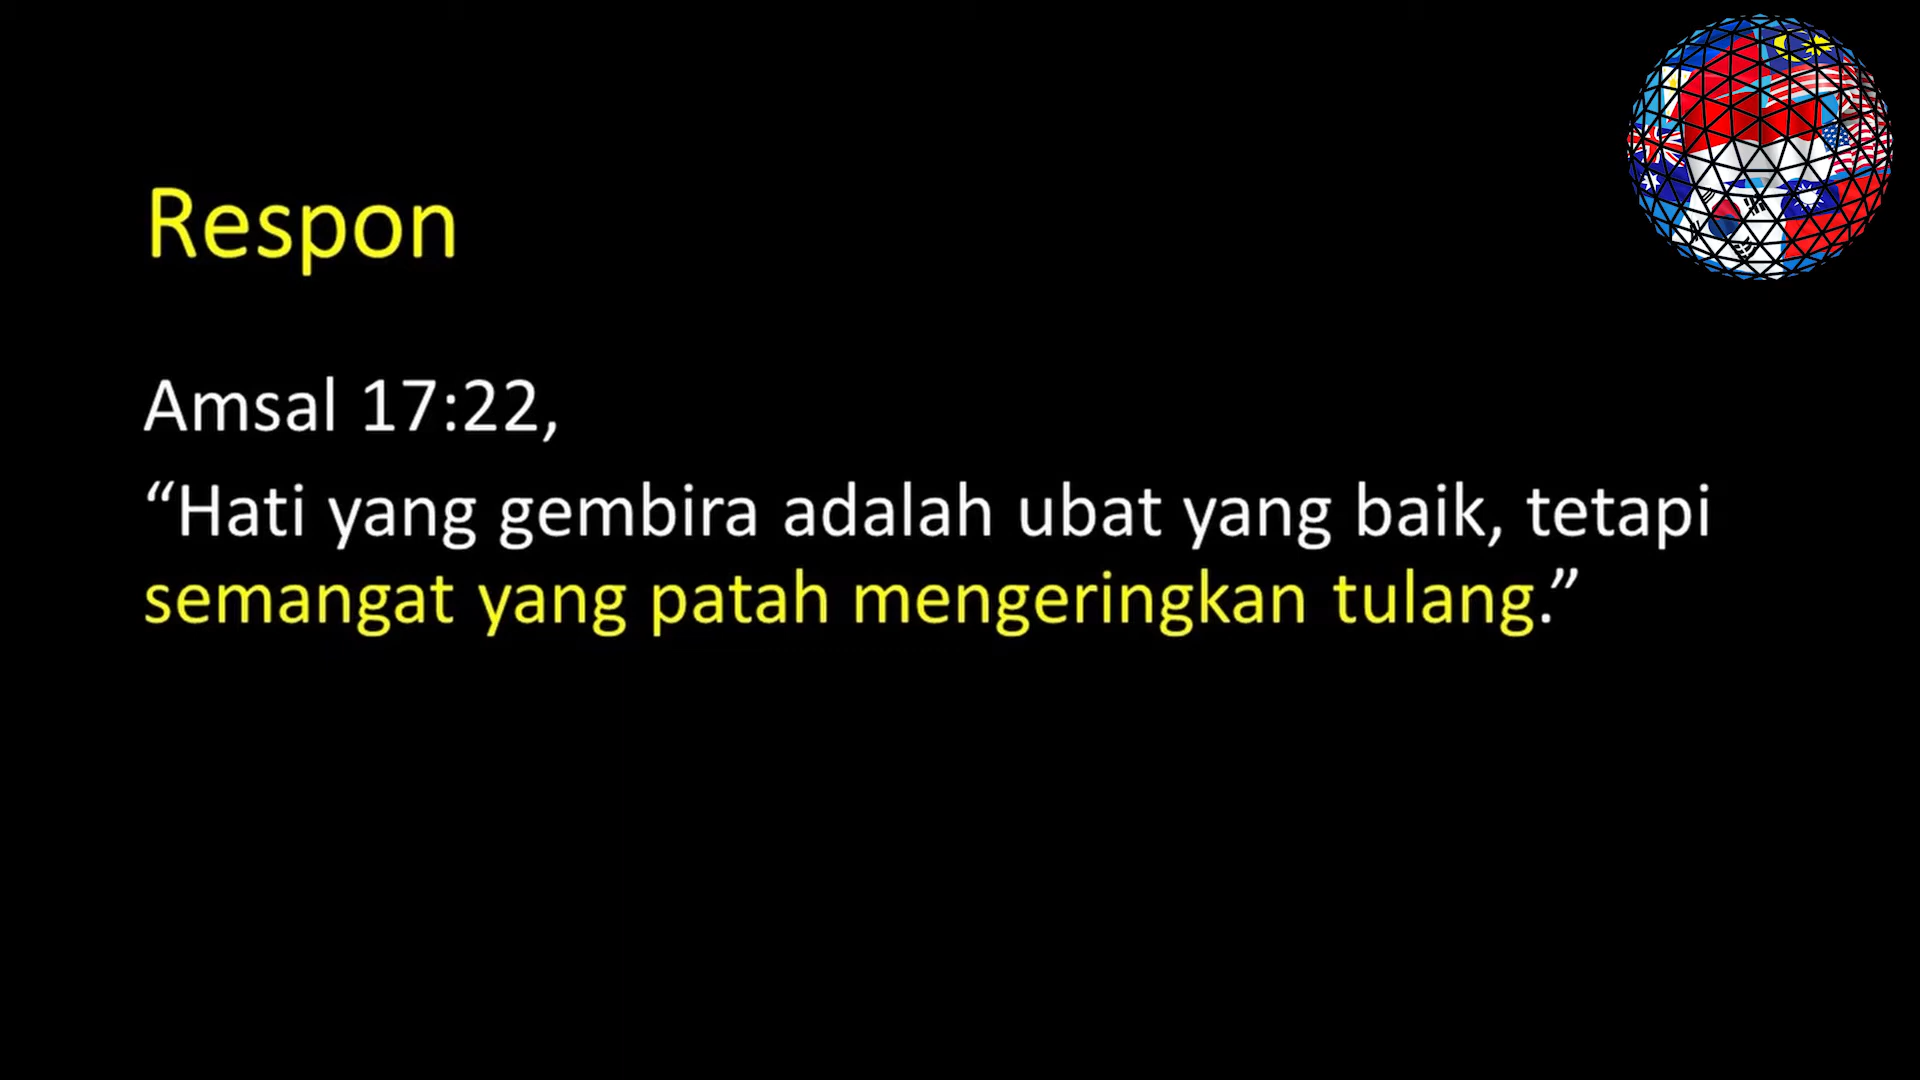 Respon
Amsal 17:22,
“Hati yang gembira adalah ubat yang baik, tetapi
semangat yang patah mengeringkan tulang.”